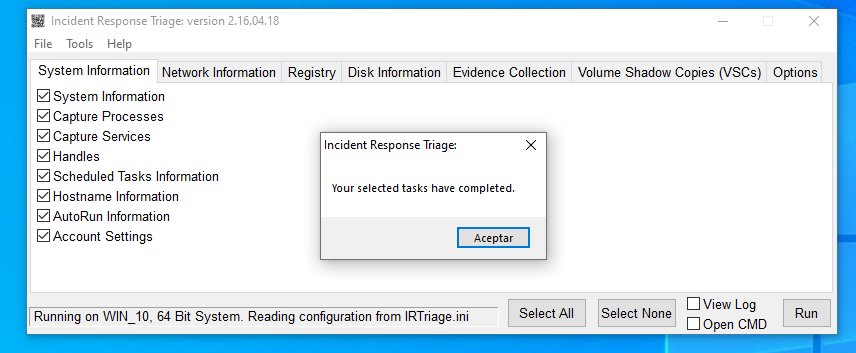 Incident Response Triage: version 2.16.04.18
File Tools Help
System Information Network Information Registry Disk Information Evidence Collection Volume Shadow Copies (VSCs) Options
System Information
Capture Processes
Capture Services
Handles
Scheduled Tasks Information
Hostname Information
AutoRun Information
Account Settings
Incident Response Triage:
Your selected tasks have completed.
Aceptar
Running on WIN_10, 64 Bit System. Reading configuration from IRTriage.ini
Select All
Select None
View Log
Open CMD
Run